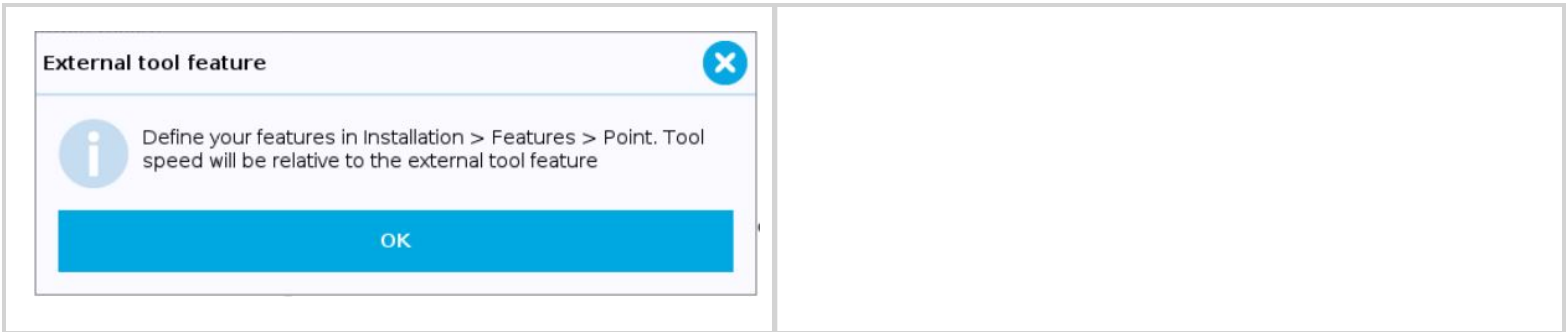 External tool feature
Define your features in Installation > Features > Point. Tool
speed will be relative to the external tool feature
OK